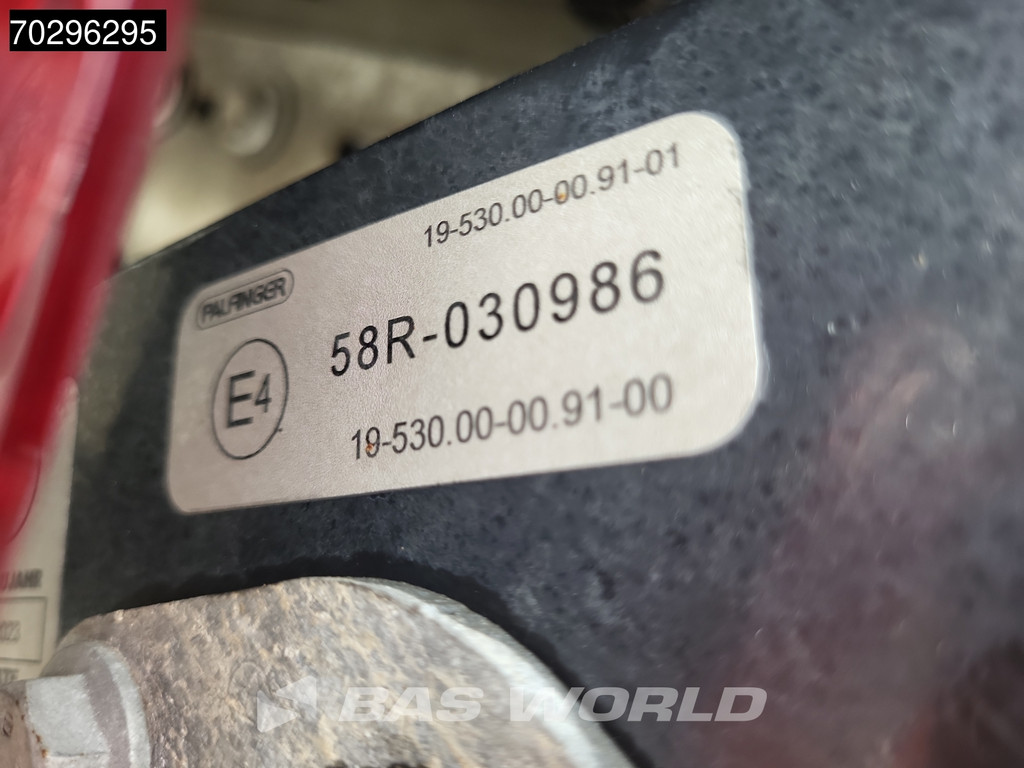 70296295
19-530.00-00.91-01
PALFINGER
58R-030986
E4
19-530.00-00.91-00
BAS WORLD